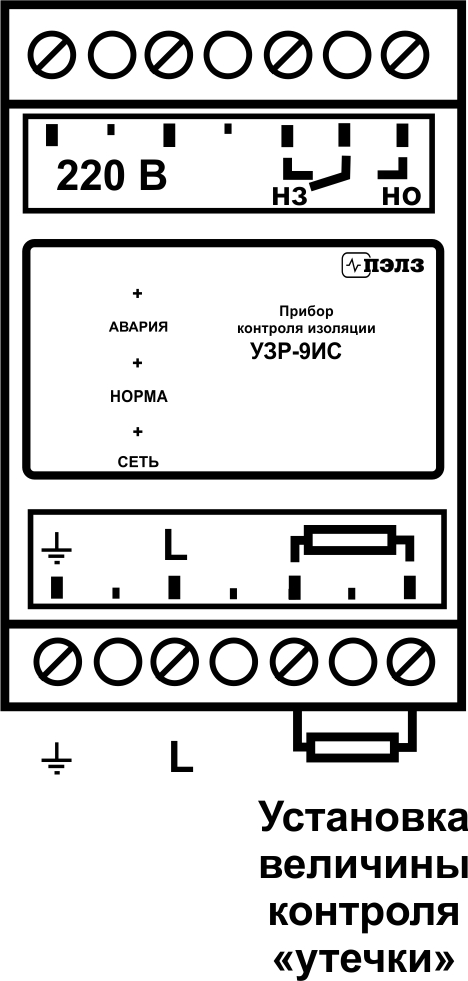 220 В
НЗ
НО
ПЭЛЗ
Прибор
контроля изоляции
УЗР-9ИС
+
АВАРИЯ
+
НОРМА
+
СЕТЬ
L
L
Установка
величины
контроля
«утечки»